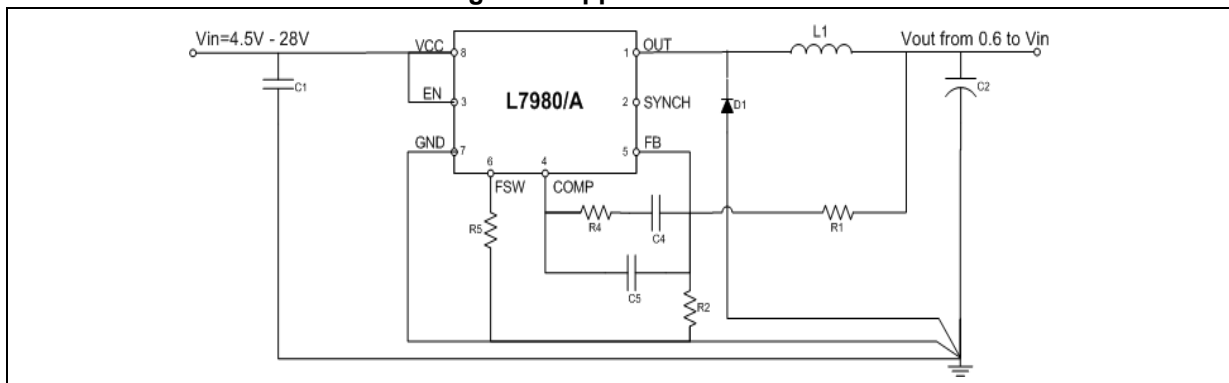 Vin=4.5V - 28V
VCC
8
EN
3
GND
7
L7980/A
1
OUT
2
SYNCH
FB
5
6
FSW
4
COMP
L1
Vout from 0.6 to Vin
C1
C2
D1
R5
R4
C4
R1
C5
R2